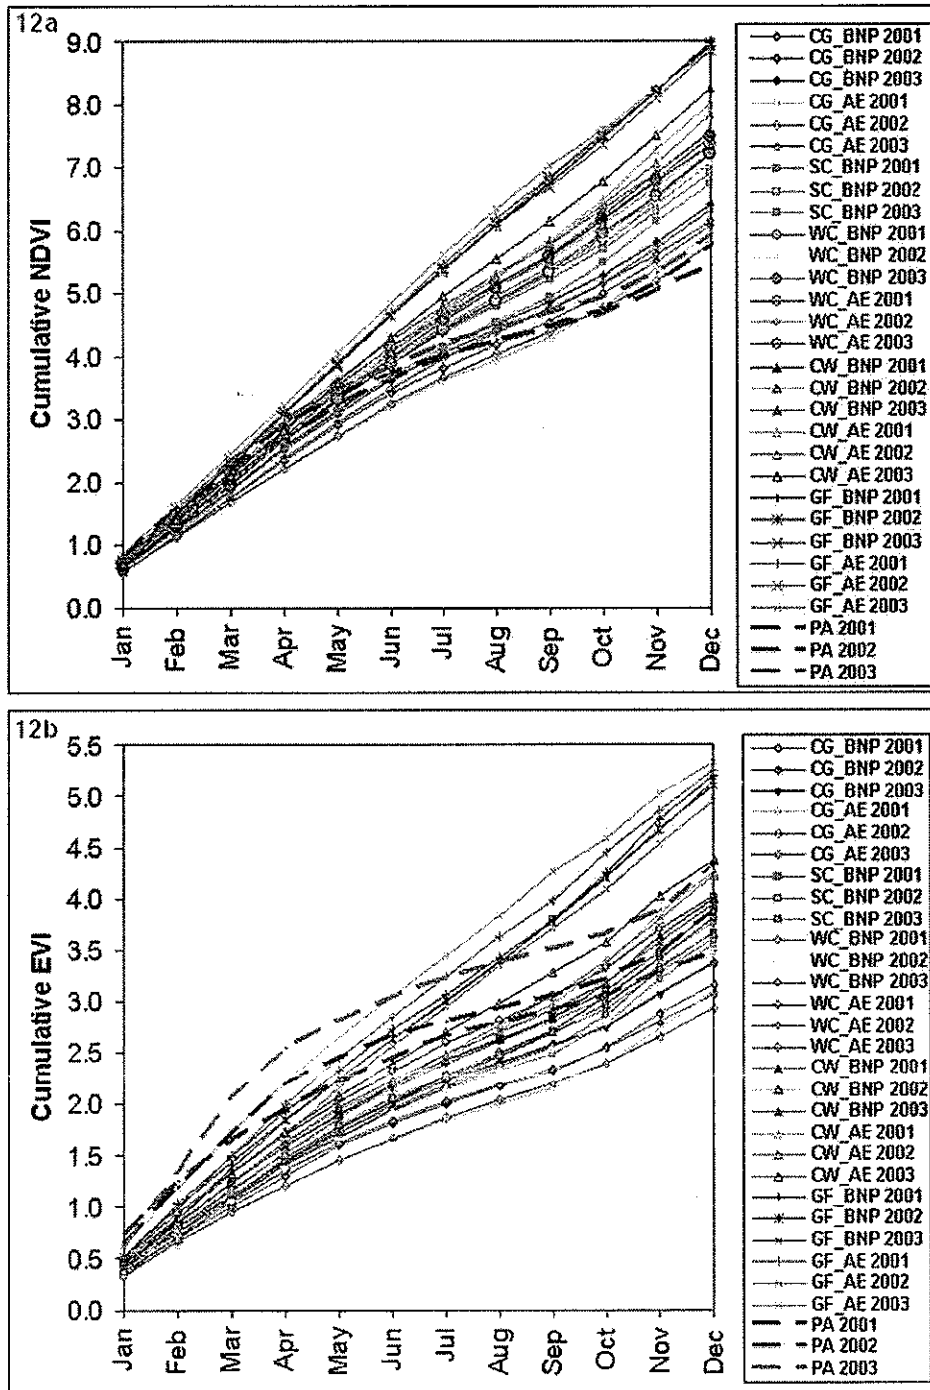 12a
9.0
8.0
7.0
6.0
5.0
4.0
3.0
2.0
1.0
0.0
Cumulative NDVI
Jan
Feb
Mar
Apr
May
Jun
Jul
Aug
Sep
Oct
Nov
Dec
CG_BNP 2001
CG_BNP 2002
CG_BNP 2003
CG_AE 2001
CG_AE 2002
CG_AE 2003
SC_BNP 2001
SC_BNP 2002
SC_BNP 2003
WC_BNP 2001
WC_BNP 2002
WC_BNP 2003
WC_AE 2001
WC_AE 2002
WC_AE 2003
CW_BNP 2001
CW_BNP 2002
CW_BNP 2003
CW_AE 2001
CW_AE 2002
CW_AE 2003
GF_BNP 2001
GF_BNP 2002
GF_BNP 2003
GF_AE 2001
GF_AE 2002
GF_AE 2003
PA 2001
PA 2002
PA 2003
12b
5.5
5.0
4.5
4.0
3.5
3.0
2.5
2.0
1.5
1.0
0.5
0.0
Cumulative EVI
Jan
Feb
Mar
Apr
May
Jun
Jul
Aug
Sep
Oct
Nov
Dec
CG_BNP 2001
CG_BNP 2002
CG_BNP 2003
CG_AE 2001
CG_AE 2002
CG_AE 2003
SC_BNP 2001
SC_BNP 2002
SC_BNP 2003
WC_BNP 2001
WC_BNP 2002
WC_BNP 2003
WC_AE 2001
WC_AE 2002
WC_AE 2003
CW_BNP 2001
CW_BNP 2002
CW_BNP 2003
CW_AE 2001
CW_AE 2002
CW_AE 2003
GF_BNP 2001
GF_BNP 2002
GF_BNP 2003
GF_AE 2001
GF_AE 2002
GF_AE 2003
PA 2001
PA 2002
PA 2003